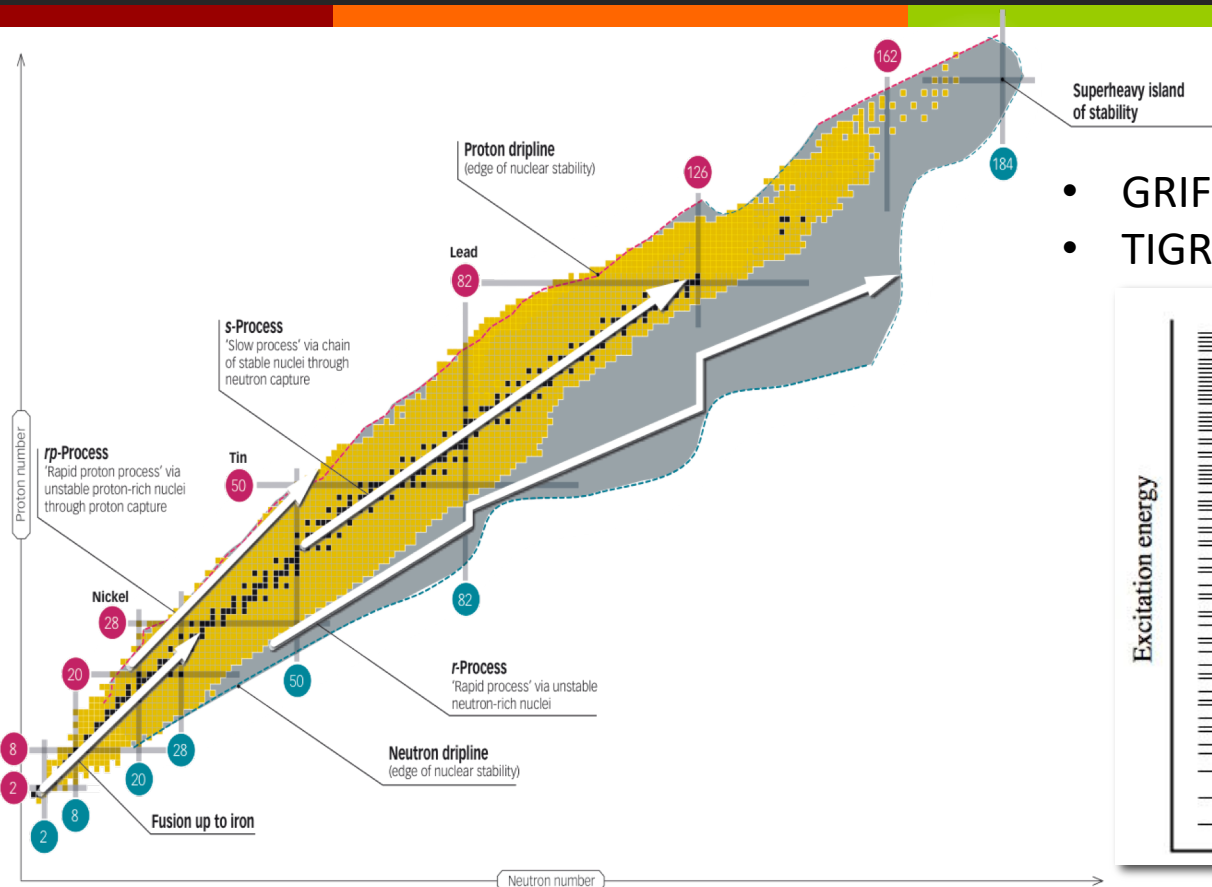 162
Superheavy island
of stability
Proton dripline
(edge of nuclear stability)
184
126
• GRIF
• TIGR
Lead
82
s-Process
'Slow process' via chain
of stable nuclei through
neutron capture
Proton number
rp-Process
'Rapid proton process' via
unstable proton-rich nuclei
through proton capture
Tin
50
Excitation energy
Nickel
28
82
20
50
r-Process
'Rapid process' via unstable
neutron-rich nuclei
8
28
Neutron dripline
(edge of nuclear stability)
20
2
8
Fusion up to iron
2
Neutron number